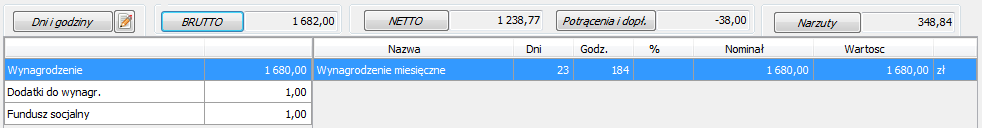 Dni i godziny BRUTTO 1 682,00 NETTO 1 238,77 Potrącenia i dopł. -38,00 Narzuty 348,84
Nazwa Dni Godz. % Nominał Wartosc
Wynagrodzenie 1 680,00 Wynagrodzenie miesięczne 23 184 1 680,00 1 680,00 zł
Dodatki do wynagr. 1,00
Fundusz socjalny 1,00